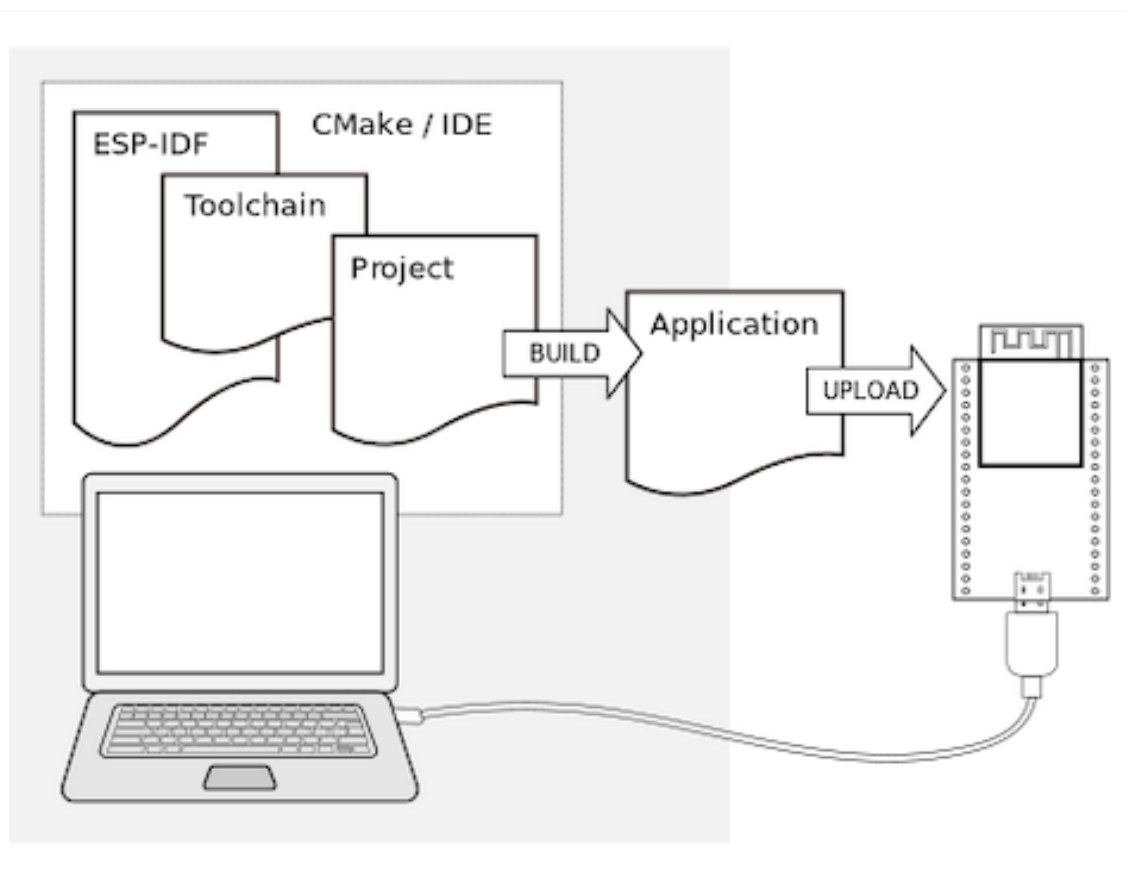 CMake / IDE
ESP-IDF
Toolchain
Project
BUILD
Application
UPLOAD